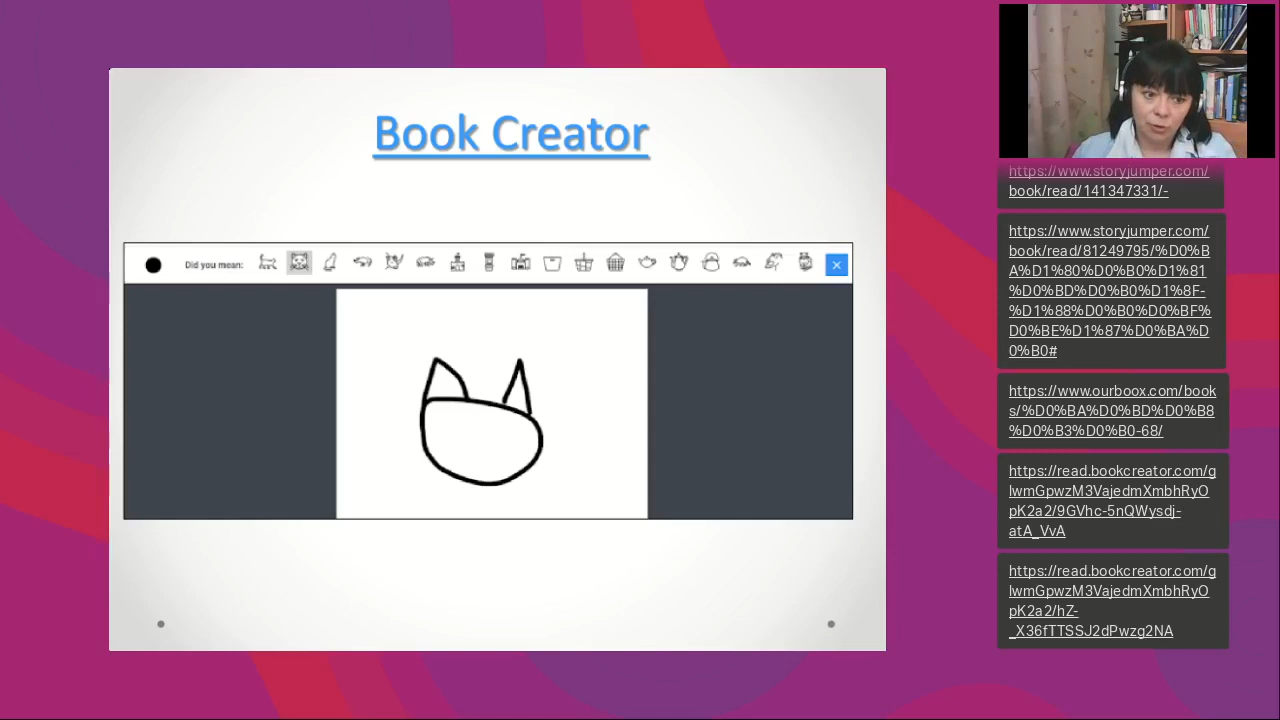 Book Creator
Did you mean:
https://www.storyjumper.com/
book/read/141347331/-
https://www.storyjumper.com/
book/read/81249795/%D0%B
A%D1%80%D0%B0%D1%81
%D0%BD%D0%B0%D1%8F-
%D1%88%D0%B0%D0%BF%
D0%BE%D1%87%D0%BA%D
0%B0#
https://www.ourboox.com/book
s/%D0%BA%D0%BD%D0%B8
%D0%B3%D0%B0-68/
https://read.bookcreator.com/g
IwmGpwzM3VajedmXmbhRyO
pK2a2/9GVhc-5nQWysdj-
atA_VvA
https://read.bookcreator.com/g
IwmGpwzM3VajedmXmbhRyO
pK2a2/hZ-
_X36fTTSSJ2dPwzg2NA